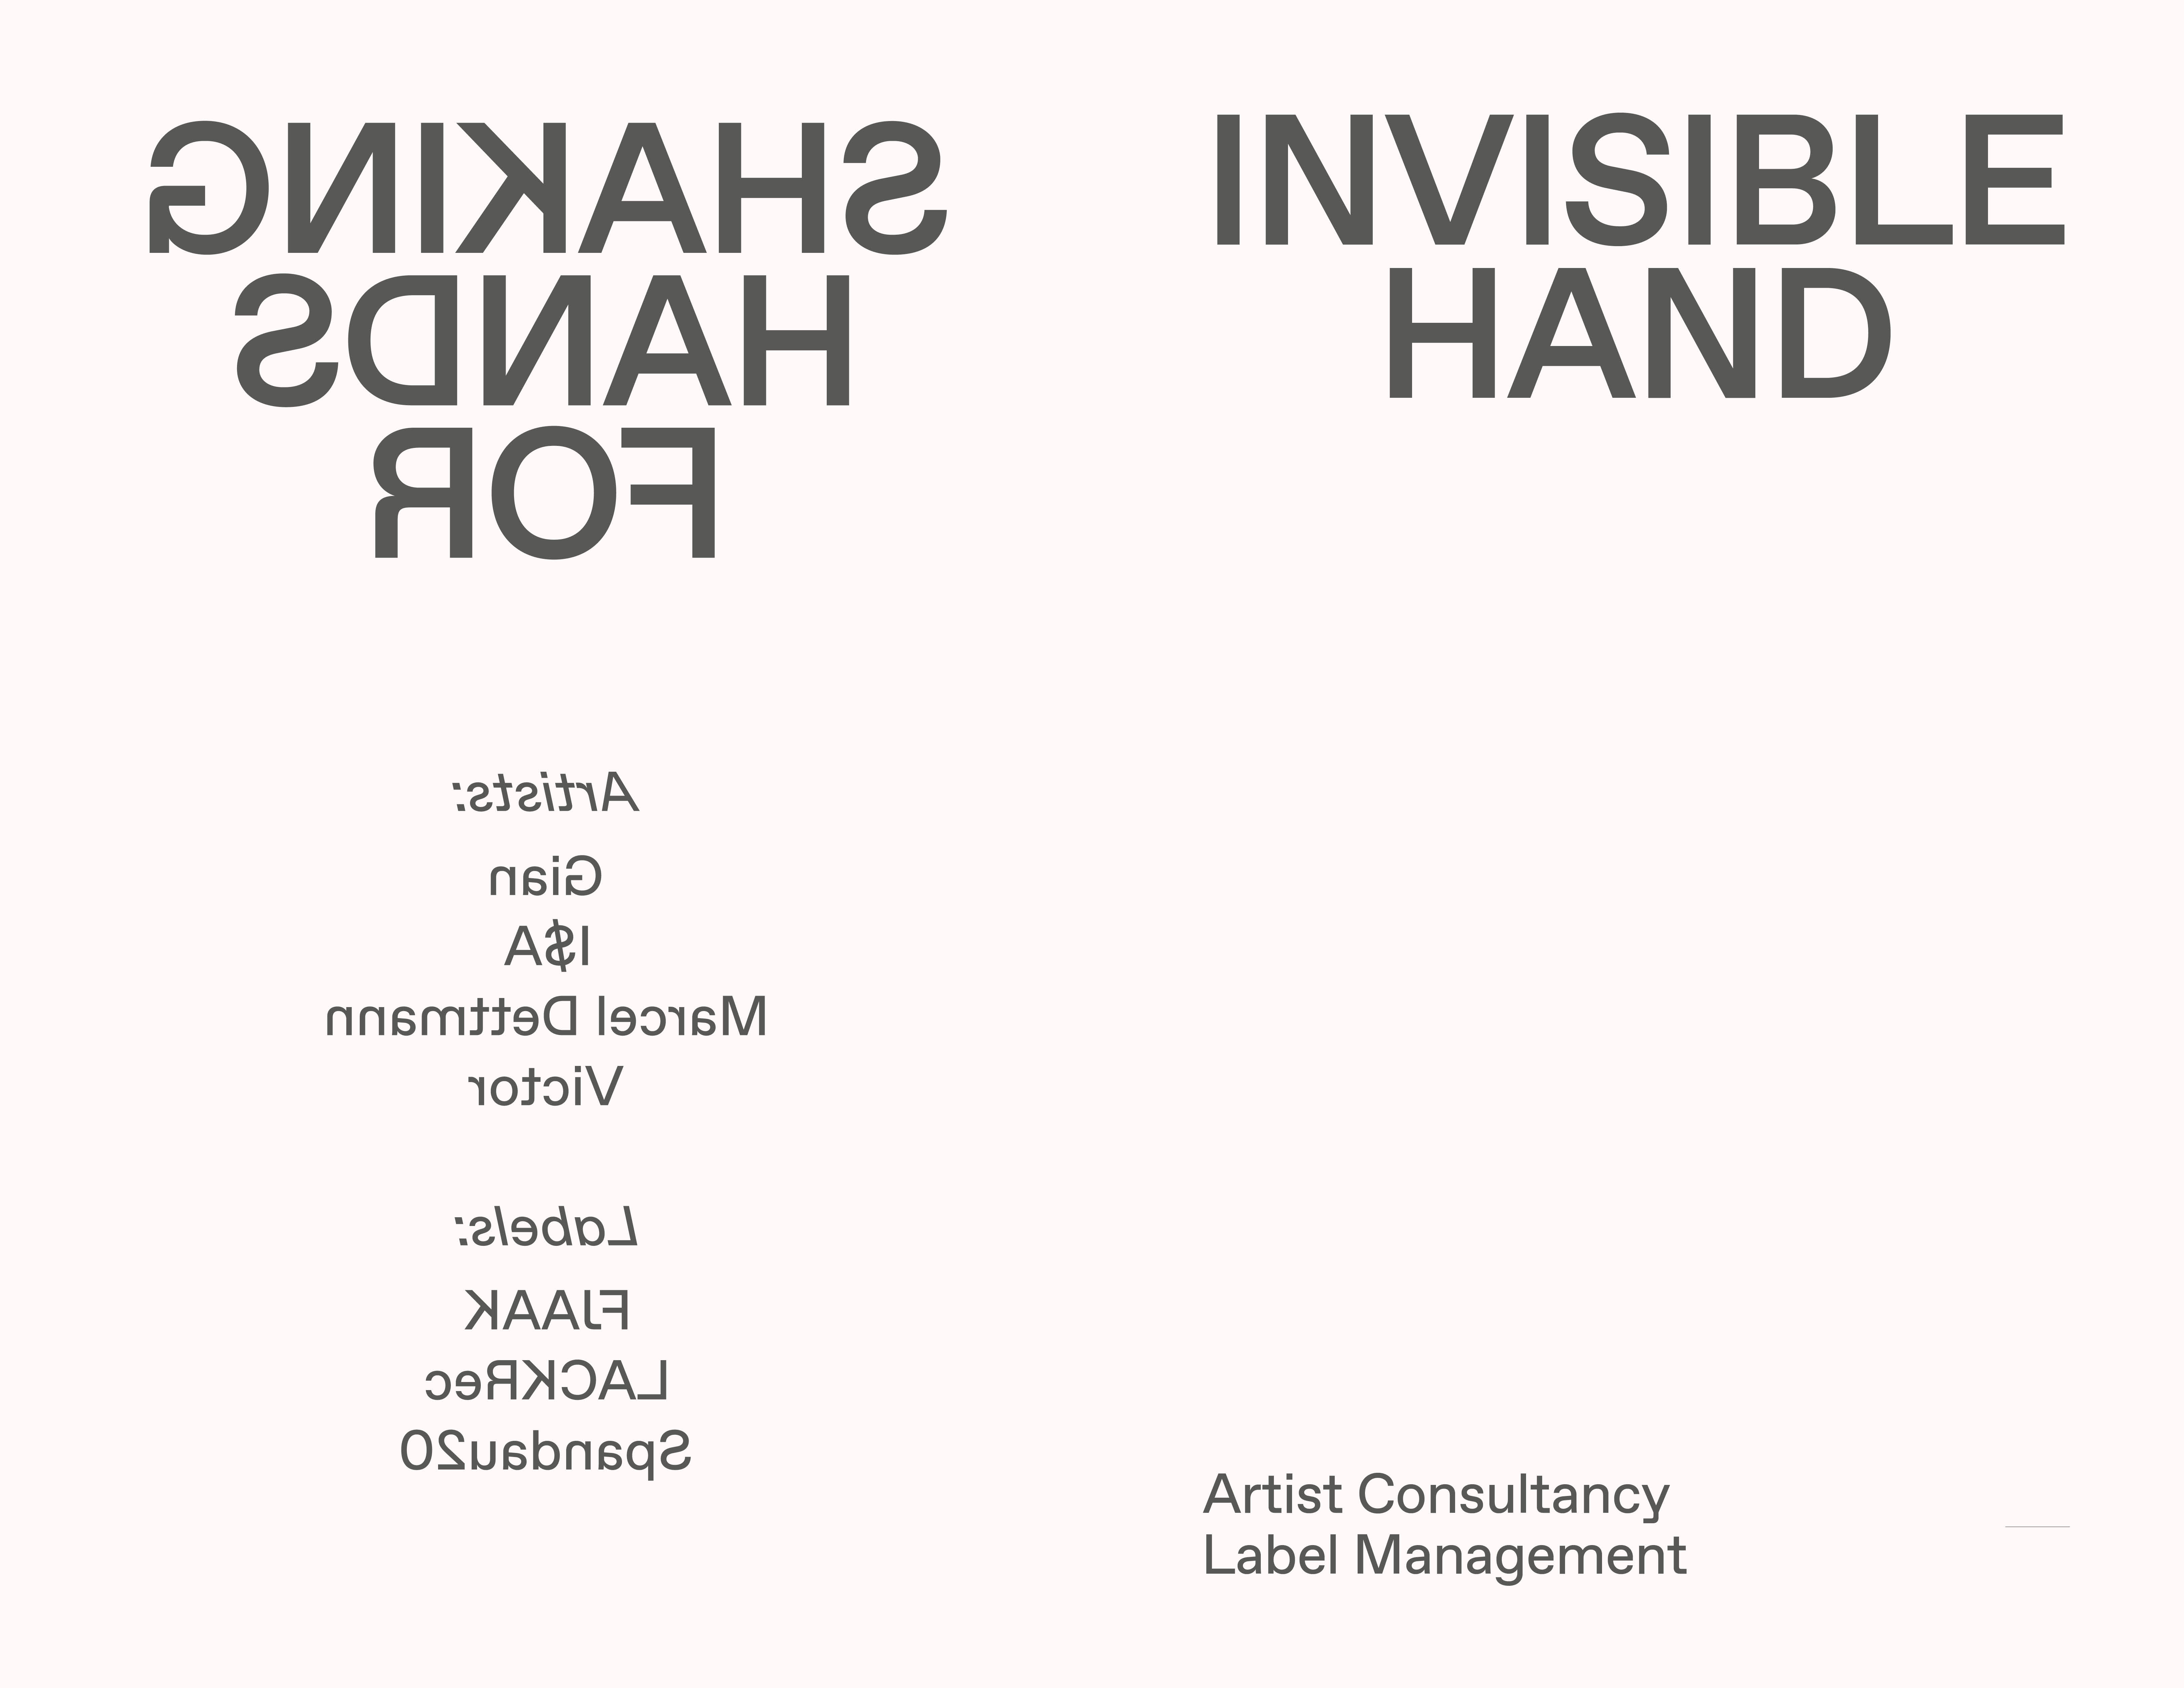 SHAKING
HANDS
FOR
Artists:
Gian
I$A
Marcel Dettmann
Victor
Labels:
FJAAK
LACKRec
Spandau20
INVISIBLE
HAND
Artist Consultancy
Label Management